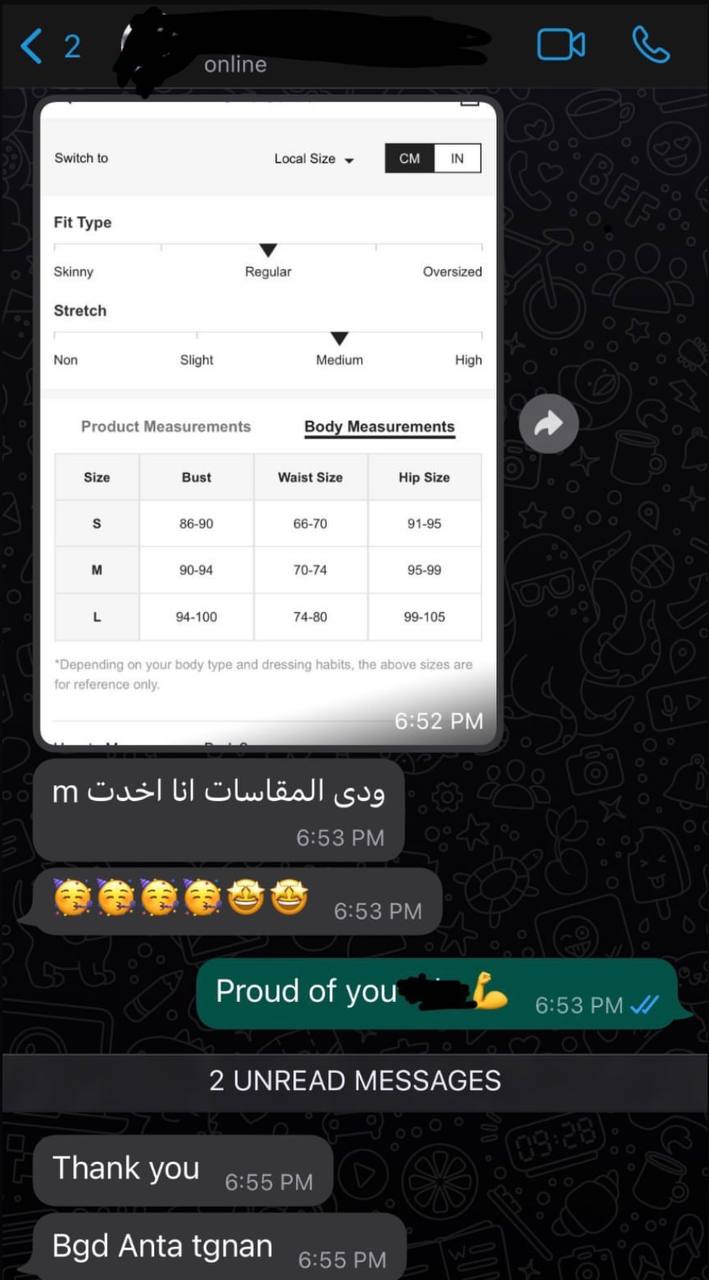 2
online
Switch to
Local Size
CM
IN
Fit Type
Skinny
Regular
Oversized
Stretch
Non
Slight
Medium
High
Product Measurements
Body Measurements
Size Bust Waist Size Hip Size
S 86-90 66-70 91-95
M 90-94 70-74 95-99
L 94-100 74-80 99-105
*Depending on your body type and dressing habits, the above sizes are
for reference only.
6:52 PM
ودى المقاسات انا اخدت m
6:53 PM
🥳🥳🥳🥳🤩🤩 6:53 PM
Proud of you 💪 6:53 PM
2 UNREAD MESSAGES
Thank you 6:55 PM
Bgd Anta tgnan 6:55 PM